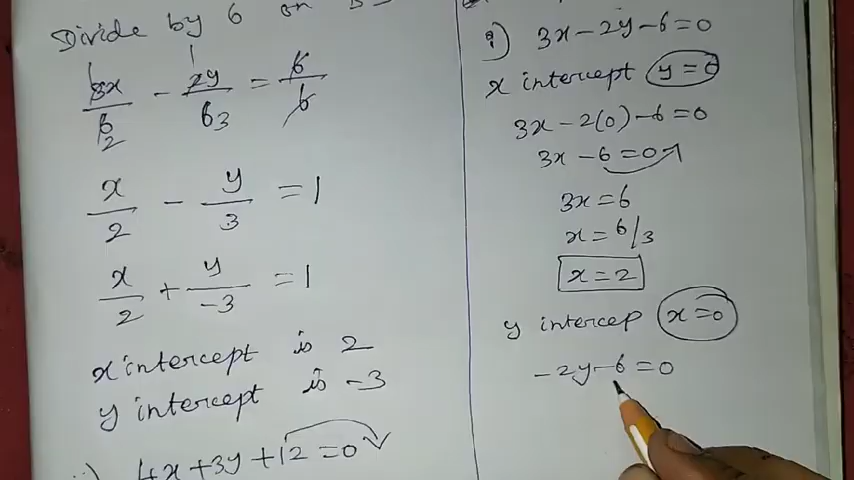 Divide by 6 on
3x/6 - 2y/6 = 6/6
2 3
x/2 - y/3 = 1
x/2 + y/-3 = 1
x intercept is 2
y intercept is -3
4x+3y+12=0
i) 3x-2y-6=0
x intercept y=0
3x-2(0)-6=0
3x-6=0
3x=6
x=6/3
x=2
y intercep x=0
-2y-6=0